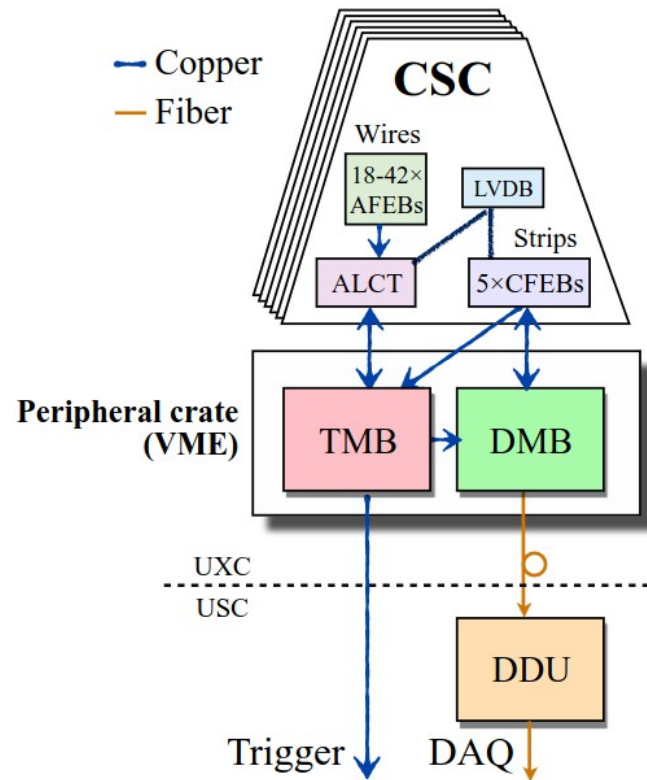 Copper
Fiber
CSC
Wires
18-42×
AFEBs
LVDB
Strips
ALCT
5×CFEBs
Peripheral crate
(VME)
TMB
DMB
UXC
USC
DDU
Trigger
DAQ